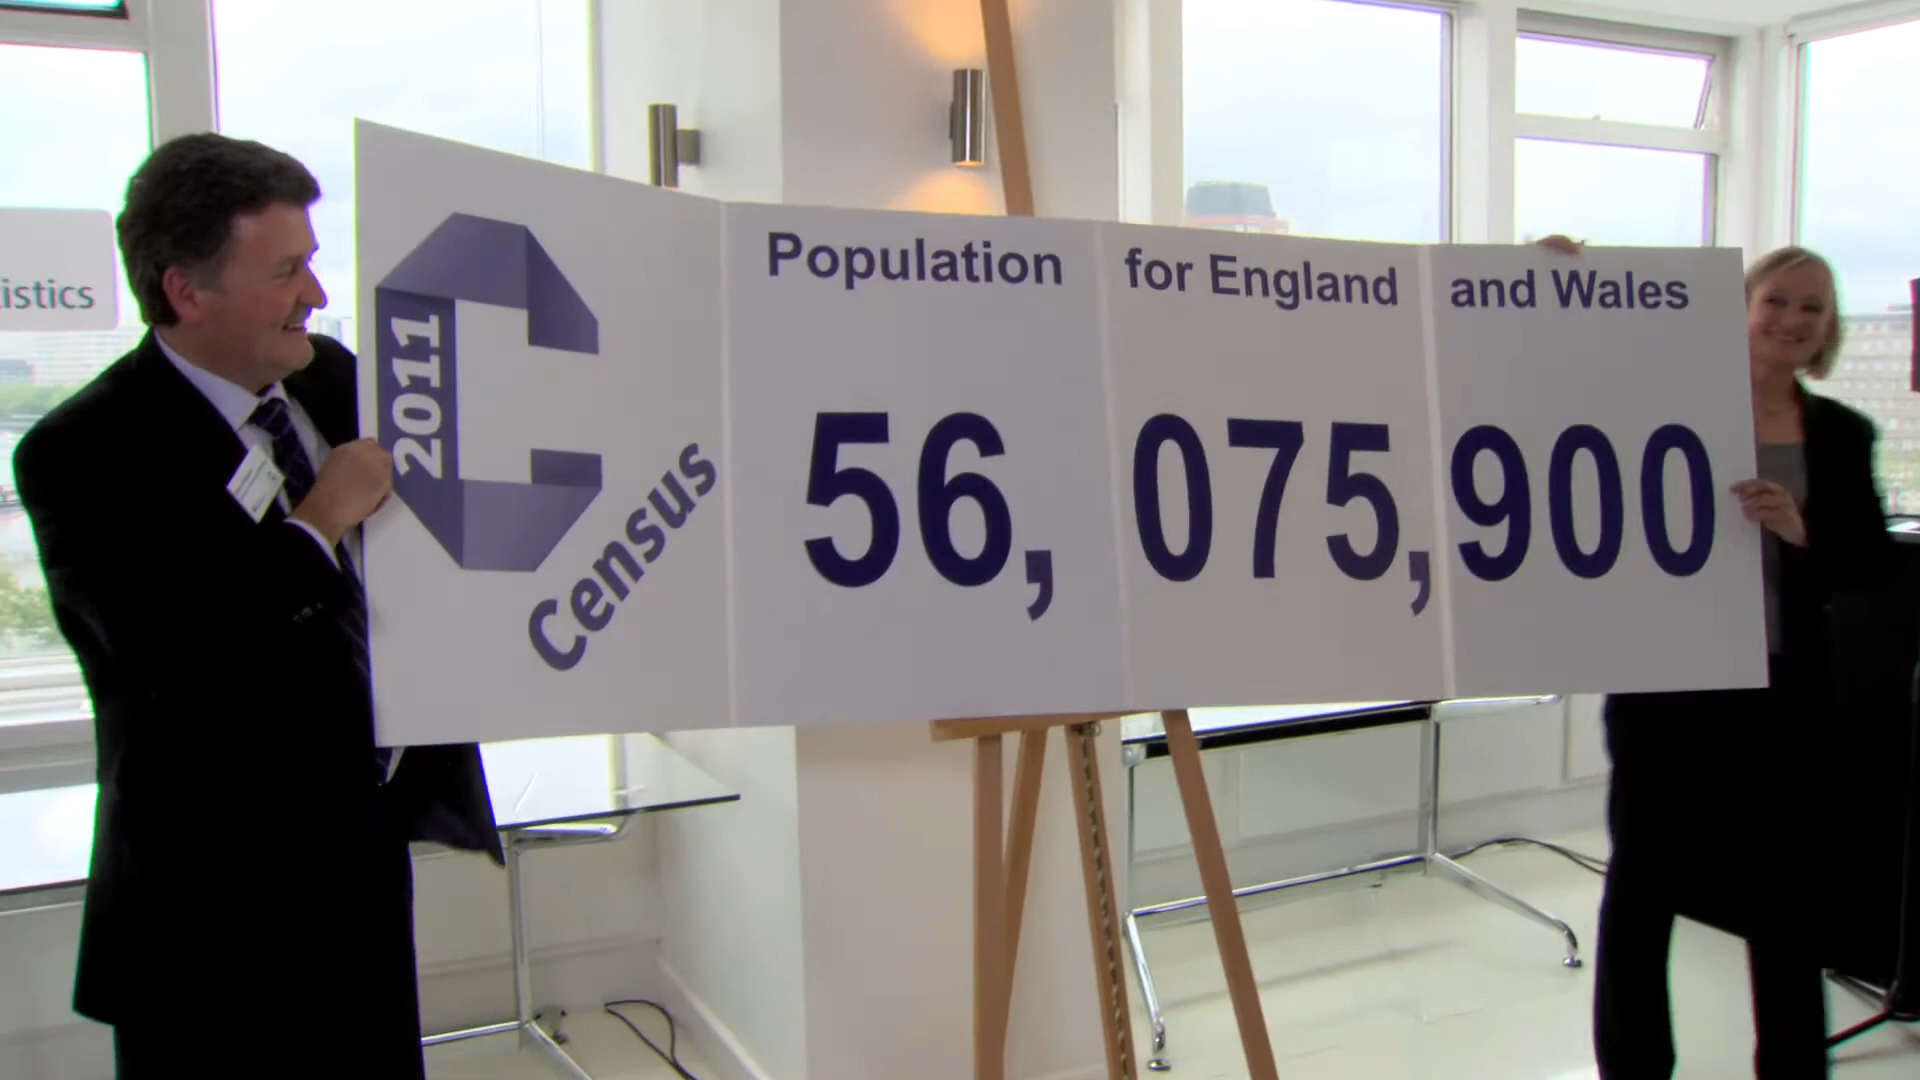 istics
2011
Census
Population for England and Wales
56,075,900